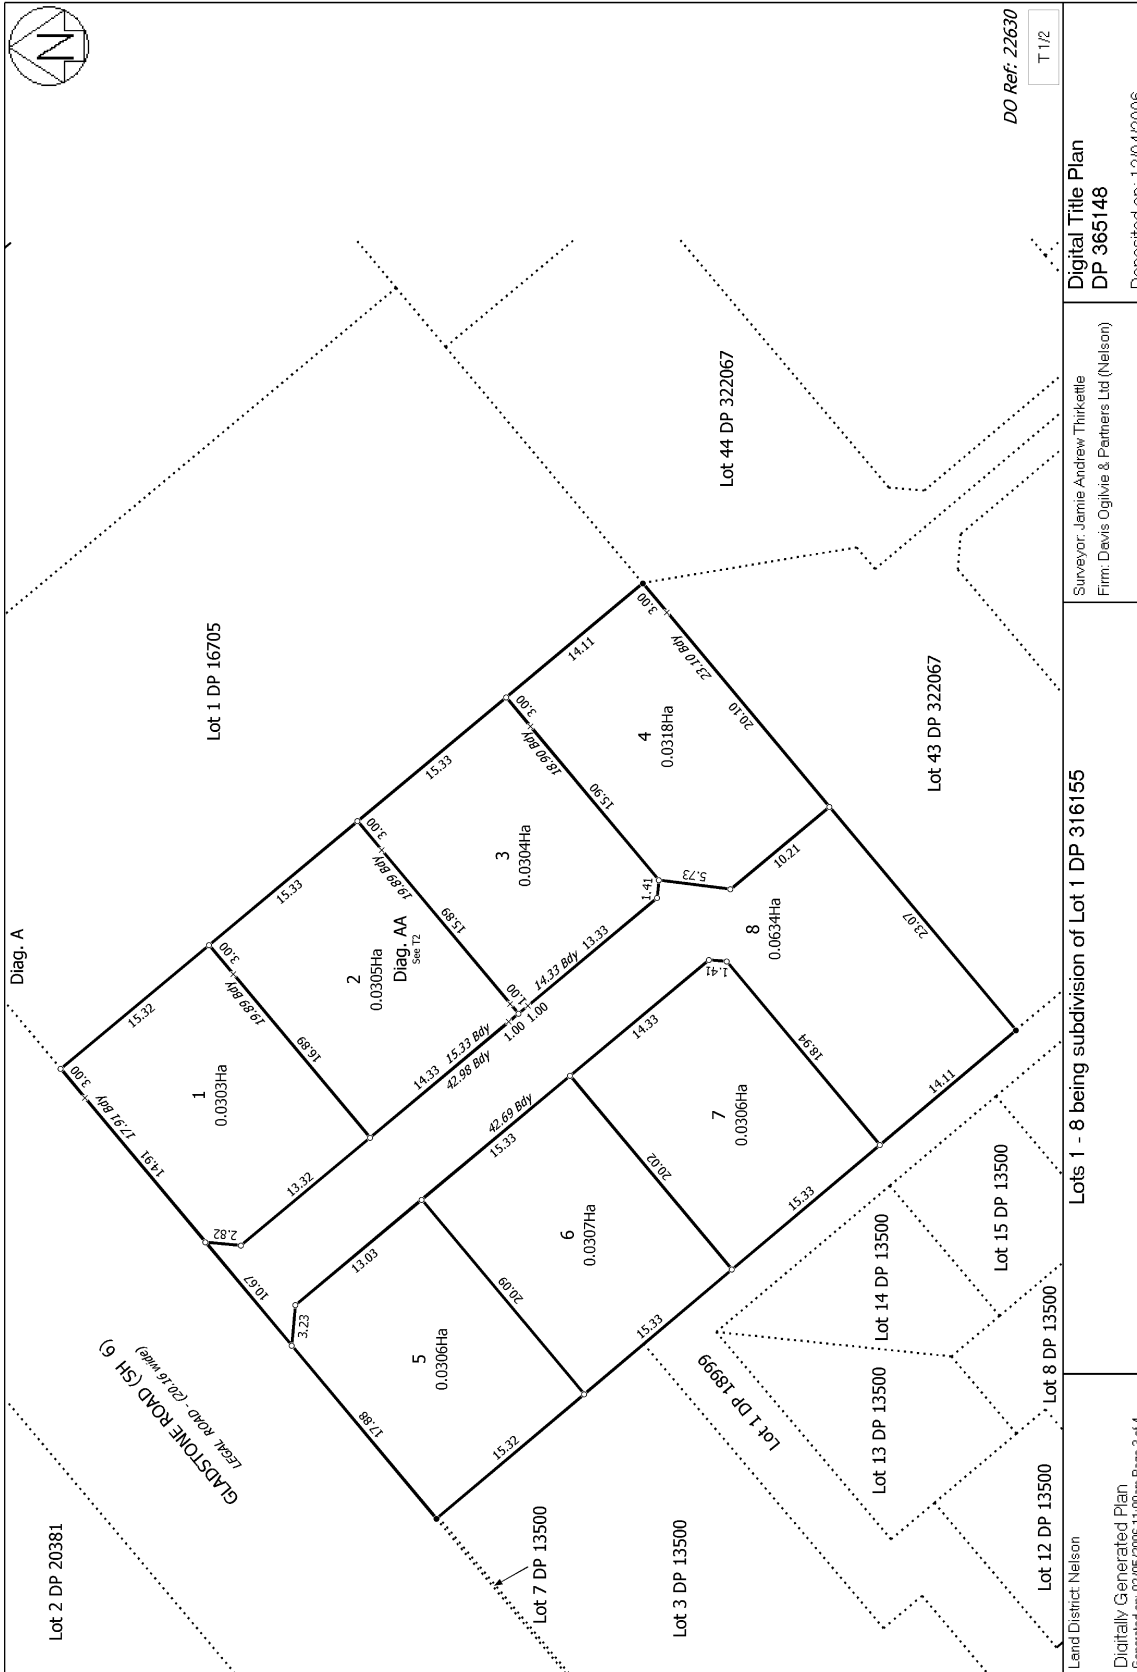 Diag. A
N
Lot 2 DP 20381
GLADSTONE ROAD (SH 6)
LEGAL ROAD - (20.16 wide)
Lot 1 DP 16705
17.91 Bdy
3.00
14.91
15.32
1
0.0303Ha
2.82
13.32
19.89 Bdy
3.00
16.89
15.33
2
0.0305Ha
Diag. AA
See T2
14.33
15.33 Bdy
42.98 Bdy
1.00
1.00
1.00
19.89 Bdy
3.00
15.89
15.33
3
0.0304Ha
14.33 Bdy
13.33
1.41
18.90 Bdy
3.00
15.90
14.11
4
0.0318Ha
3.00
23.10 Bdy
20.10
5.73
10.21
10.67
3.23
17.88
13.03
5
0.0306Ha
15.32
20.09
42.69 Bdy
15.33
6
0.0307Ha
15.33
20.02
14.33
7
0.0306Ha
15.33
1.41
18.94
8
0.0634Ha
23.07
14.11
Lot 44 DP 322067
Lot 43 DP 322067
Lot 7 DP 13500
Lot 3 DP 13500
Lot 1 DP 18999
Lot 13 DP 13500
Lot 14 DP 13500
Lot 15 DP 13500
Lot 12 DP 13500
Lot 8 DP 13500
DO Ref: 22630
T 1/2
Land District: Nelson
Digitally Generated Plan
Lots 1 - 8 being subdivision of Lot 1 DP 316155
Surveyor: Jamie Andrew Thirkettle
Firm: Davis Ogilvie & Partners Ltd (Nelson)
Digital Title Plan
DP 365148